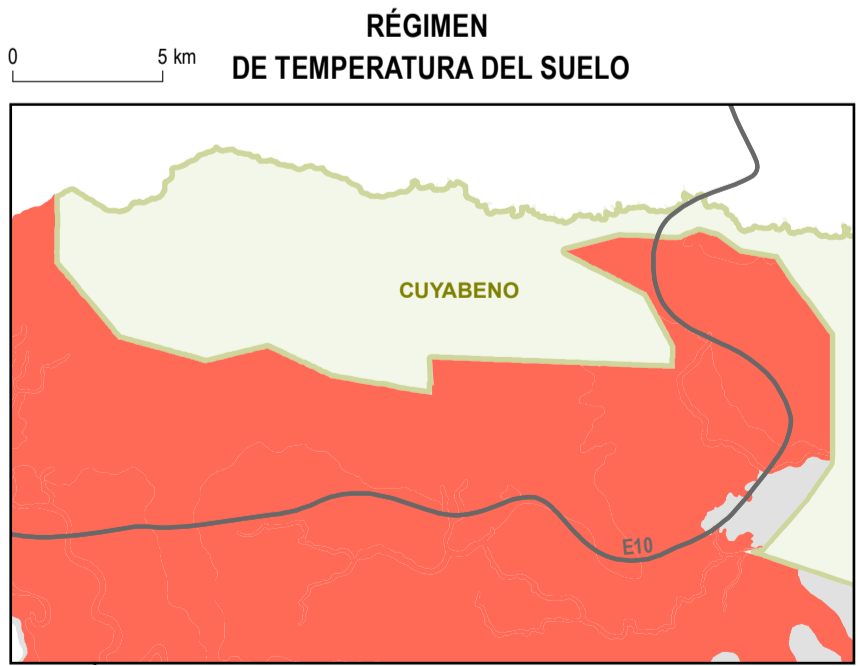 RÉGIMEN
DE TEMPERATURA DEL SUELO
0 5 km
CUYABENO
E10